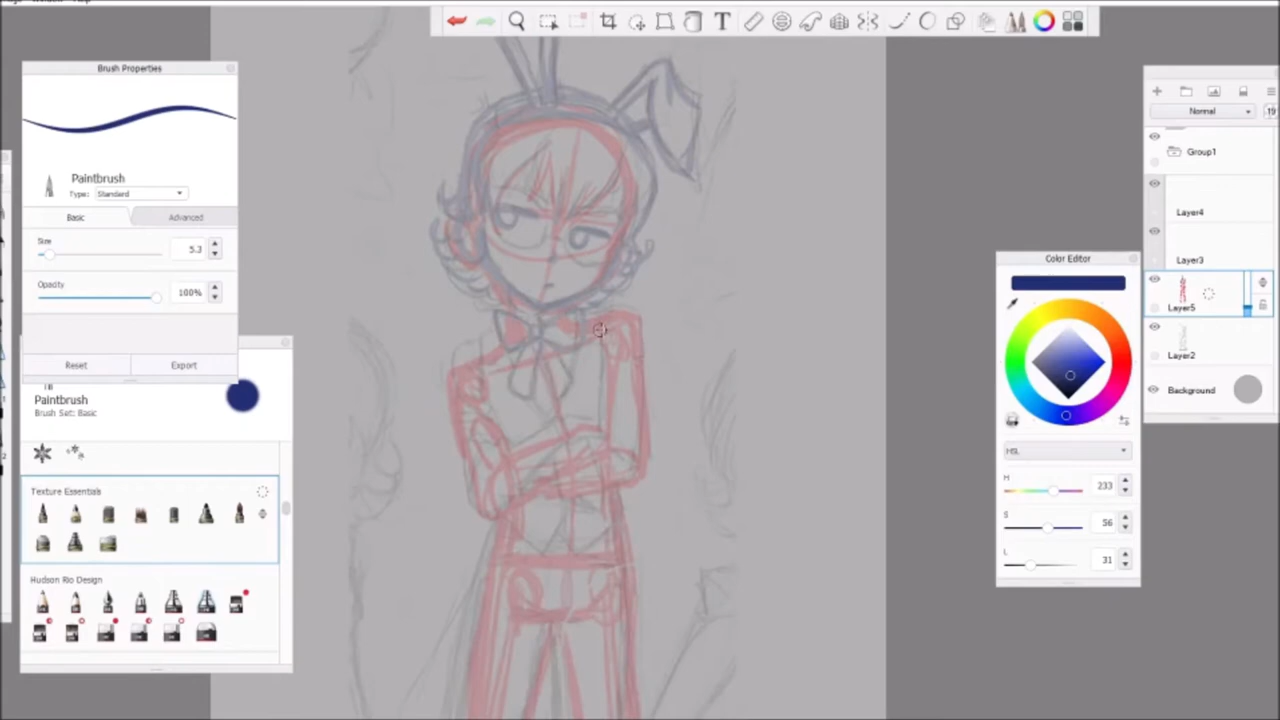 Brush Properties
Paintbrush
Type: Standard
Basic
Advanced
Size
5.3
Opacity
100%
Reset
Export
Paintbrush
Brush Set: Basic
Texture Essentials
Hudson Rio Design
T
Normal
19
Group1
Layer4
Layer3
Layer5
Layer2
Background
Color Editor
HSL
H
233
S
56
L
31